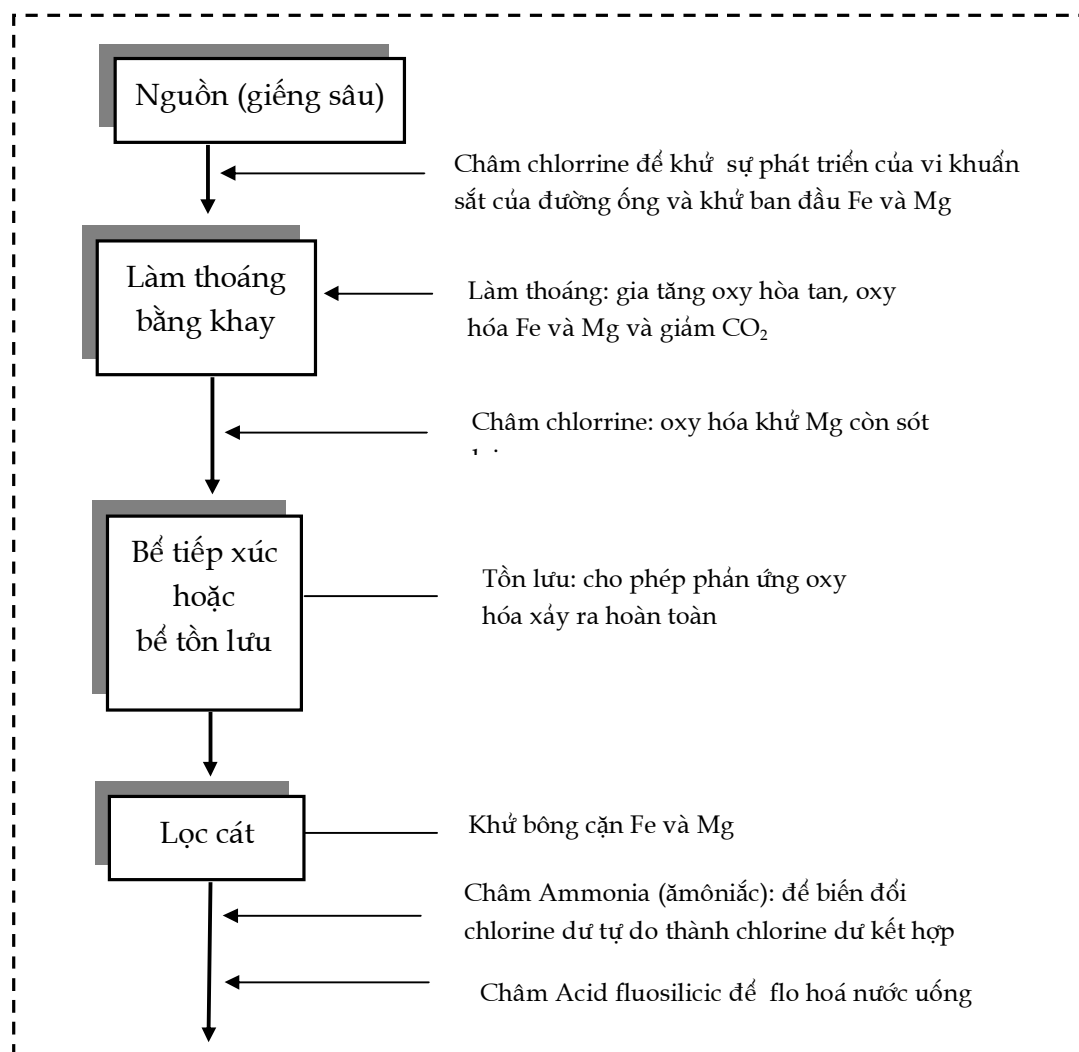 Nguồn (giếng sâu)
Châm chlorrine để khử sự phát triển của vi khuẩn
sắt của đường ống và khử ban đầu Fe và Mg
Làm thoáng
bằng khay
Làm thoáng: gia tăng oxy hòa tan, oxy
hóa Fe và Mg và giảm CO₂
Châm chlorrine: oxy hóa khử Mg còn sót
Bể tiếp xúc
hoặc
bể tồn lưu
Tồn lưu: cho phép phản ứng oxy
hóa xảy ra hoàn toàn
Lọc cát
Khử bông cặn Fe và Mg
Châm Ammonia (ămôniắc): để biến đổi
chlorine dư tự do thành chlorine dư kết hợp
Châm Acid fluosilicic để flo hoá nước uống